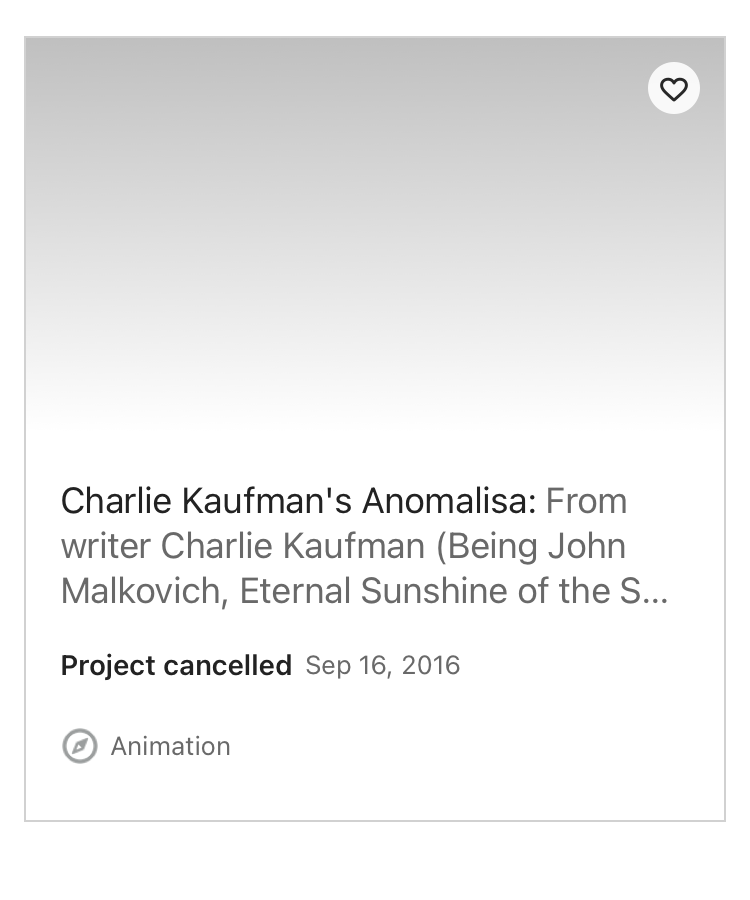 Charlie Kaufman's Anomalisa: From
writer Charlie Kaufman (Being John
Malkovich, Eternal Sunshine of the S...
Project cancelled Sep 16, 2016
Animation